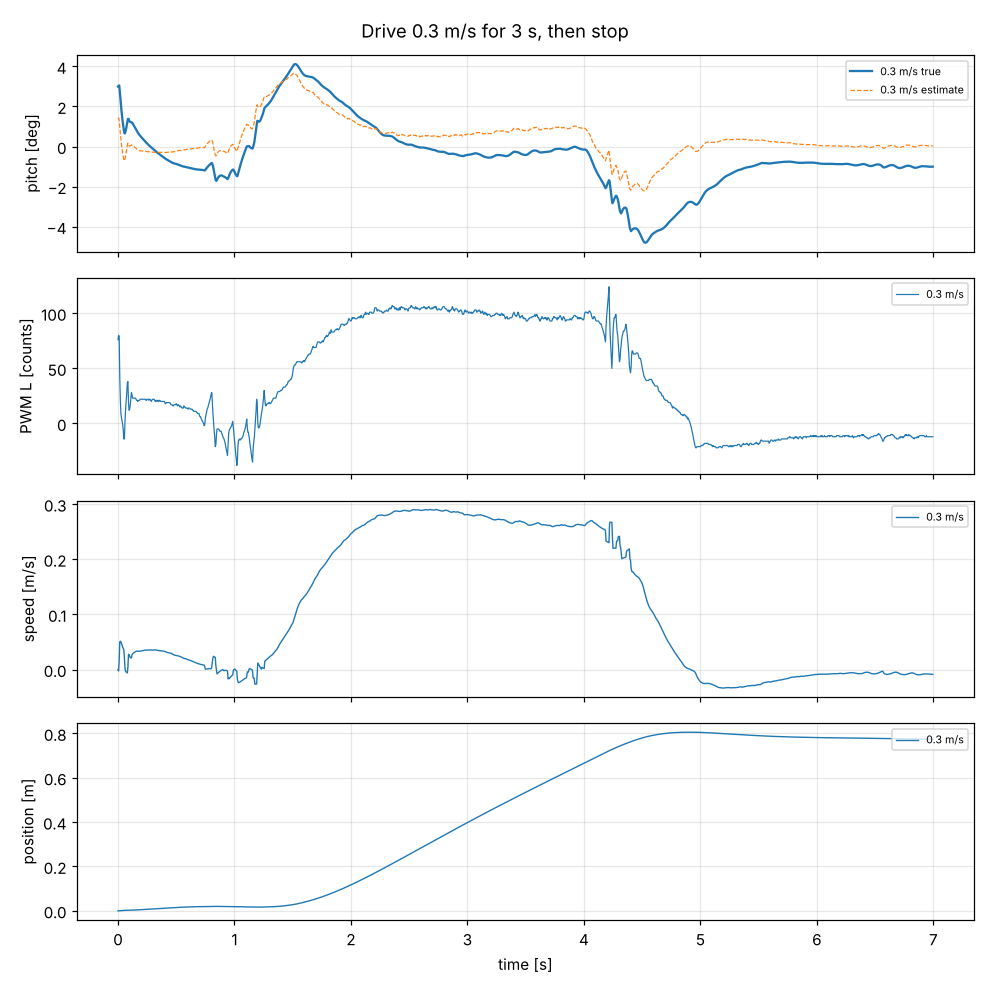 Drive 0.3 m/s for 3 s, then stop
pitch [deg]
4
2
0
−2
−4
0.3 m/s true
0.3 m/s estimate
PWM L [counts]
100
50
0
0.3 m/s
speed [m/s]
0.3
0.2
0.1
0.0
0.3 m/s
position [m]
0.8
0.6
0.4
0.2
0.0
0.3 m/s
0 1 2 3 4 5 6 7
time [s]